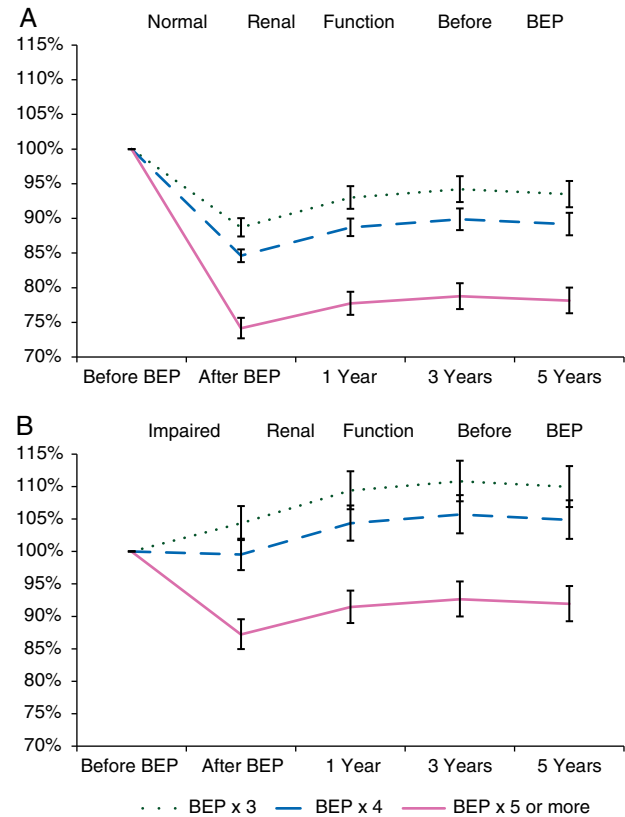 A
Normal Renal Function Before BEP
115%
110%
105%
100%
95%
90%
85%
80%
75%
70%
Before BEP After BEP 1 Year 3 Years 5 Years
B
Impaired Renal Function Before BEP
115%
110%
105%
100%
95%
90%
85%
80%
75%
70%
Before BEP After BEP 1 Year 3 Years 5 Years
BEP x 3 BEP x 4 BEP x 5 or more